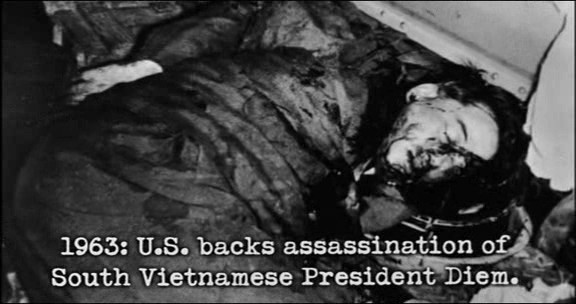 1963: U.S. backs assassination of
South Vietnamese President Diem.